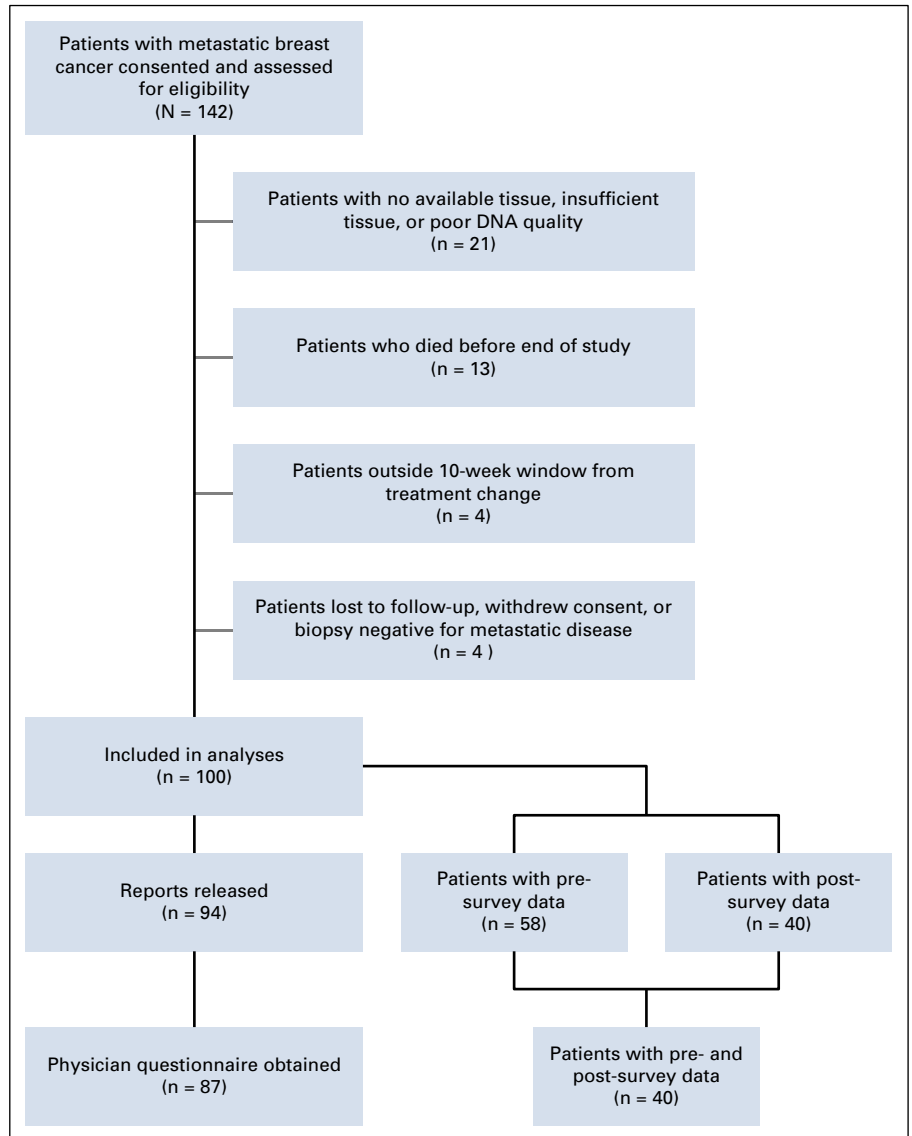 Patients with metastatic breast
cancer consented and assessed
for eligibility
(N = 142)
Patients with no available tissue, insufficient
tissue, or poor DNA quality
(n = 21)
Patients who died before end of study
(n = 13)
Patients outside 10-week window from
treatment change
(n = 4)
Patients lost to follow-up, withdrew consent, or
biopsy negative for metastatic disease
(n = 4 )
Included in analyses
(n = 100)
Reports released
(n = 94)
Patients with pre-
survey data
(n = 58)
Patients with post-
survey data
(n = 40)
Physician questionnaire obtained
(n = 87)
Patients with pre- and
post-survey data
(n = 40)